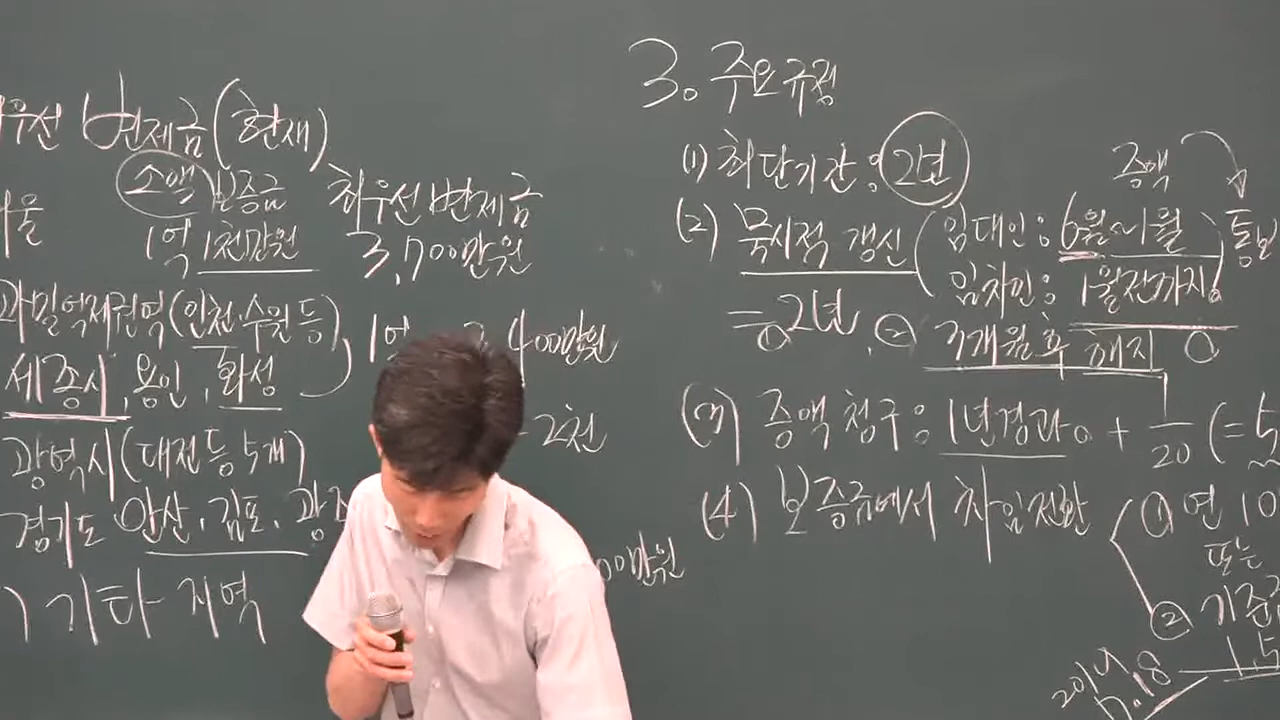 우선 변제금(현재)
소액 보증금 최우선변제금
1억 1천만원 3,700만원
과밀억제권역(인천·수원 등) 1억 3,400만원
세종시, 용인, 화성
광역시(대전등 5개) - 2천
경기도 안산, 김포, 00만원
기타 지역
3. 주요규정
(1) 최단기간 : 2년
증액
(2) 묵시적 갱신 (임대인 : 6월~1월) 통보
임차인 : 1월전까지
= 2년. ② 3개월 후 해지 O
(3) 증액 청구 : 1년경과 + 1/20 (= 5
(4) 보증금에서 차임전환 ① 연 10
또는
② 기준
1.5